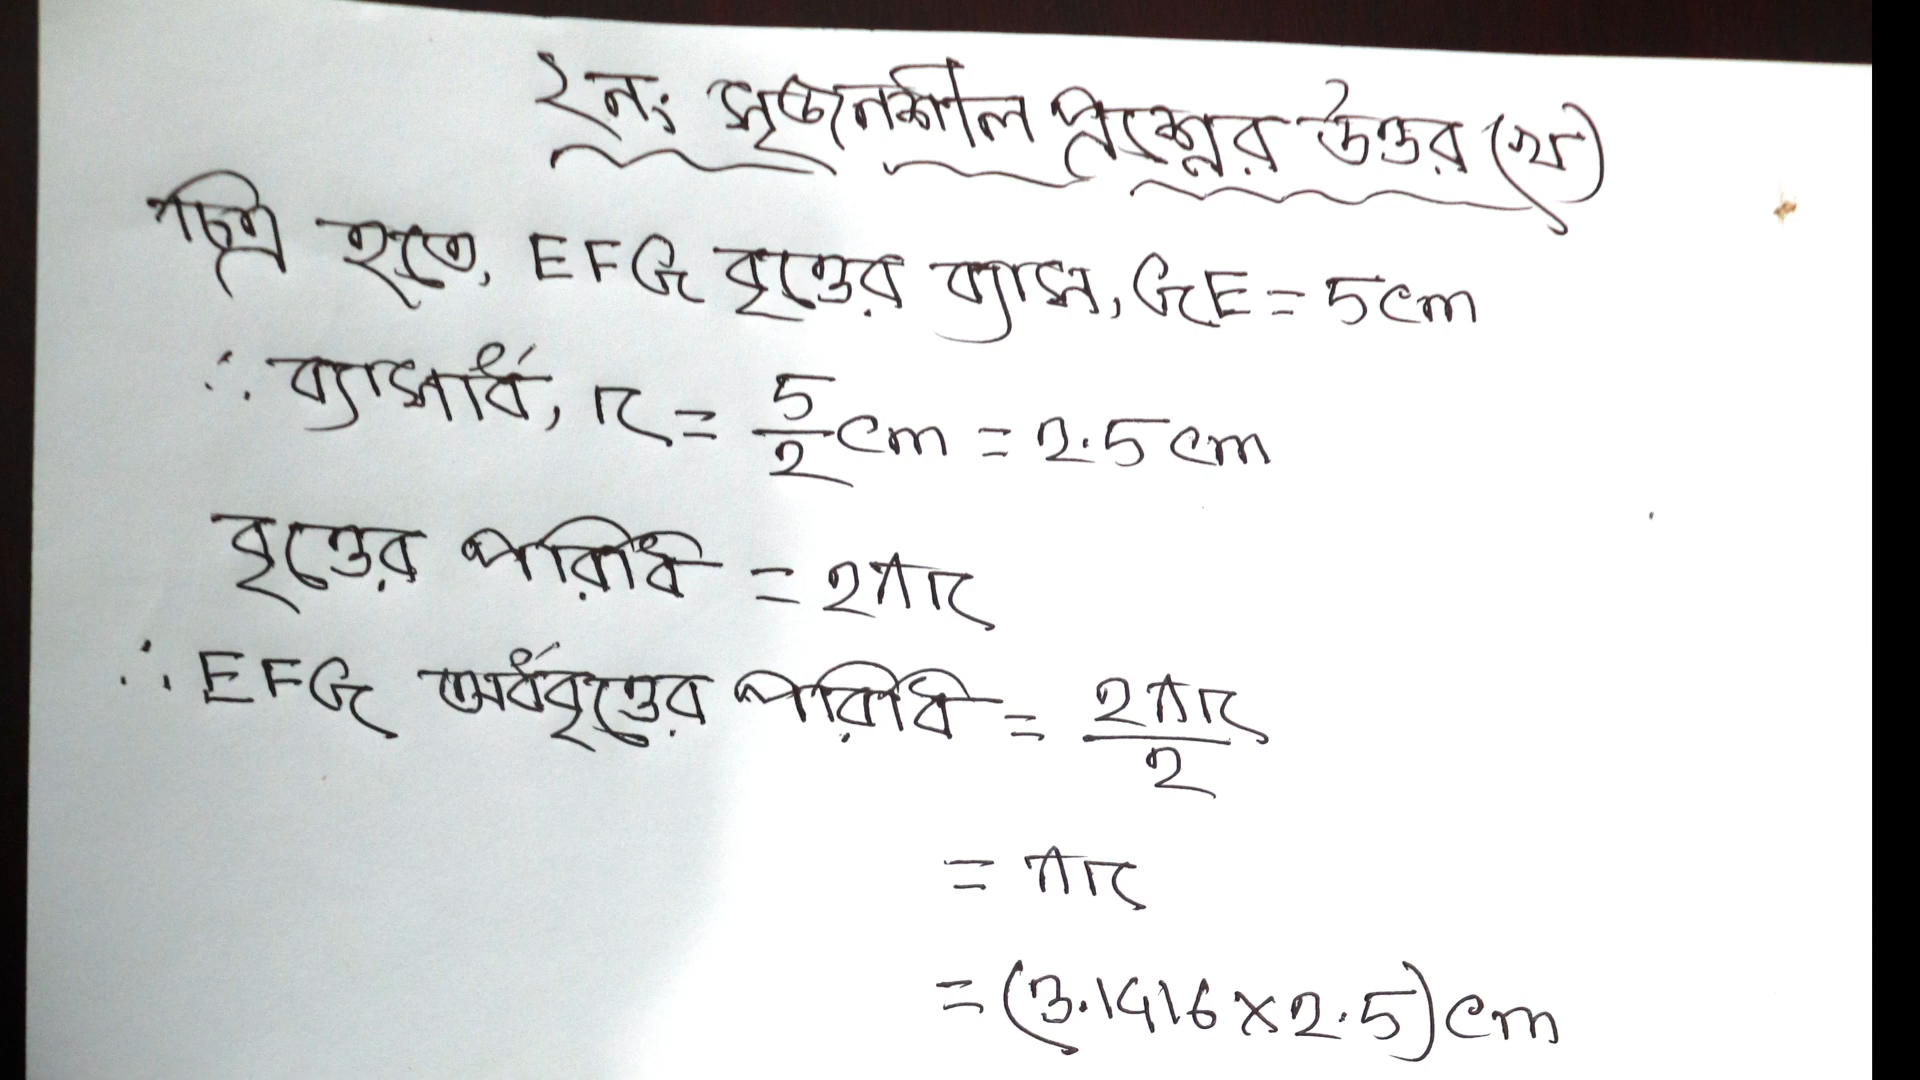 ২নং সৃজনশীল প্রশ্নের উত্তর (খ)
চিত্র হতে, EFG বৃত্তের ব্যাস, GE = 5cm
∴ ব্যাসার্ধ, r = 5/2 cm = 2.5 cm
বৃত্তের পরিধি = 2πr
∴ EFG অর্ধবৃত্তের পরিধি = 2πr/2
= πr
= (3.1416×2.5) cm